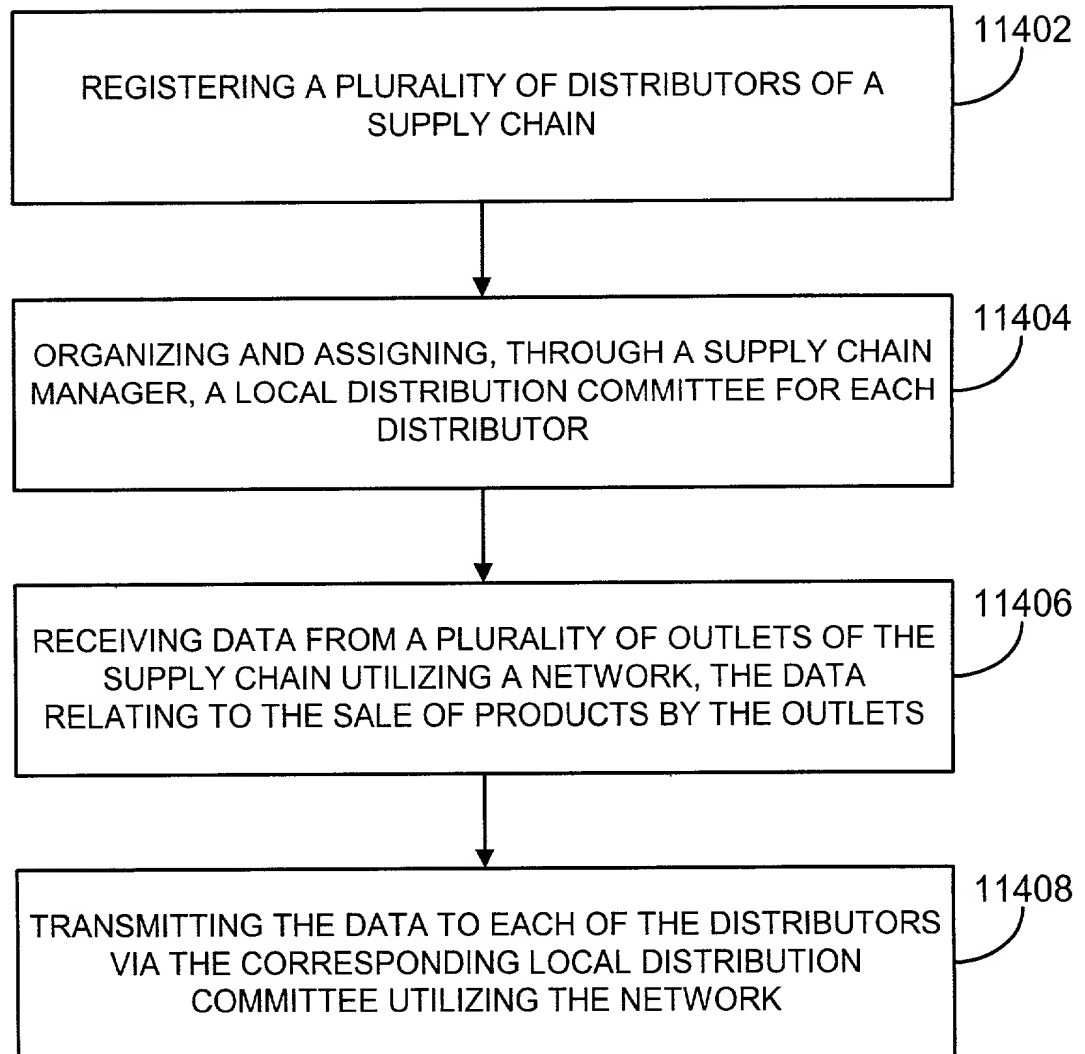 11402
REGISTERING A PLURALITY OF DISTRIBUTORS OF A
SUPPLY CHAIN
11404
ORGANIZING AND ASSIGNING, THROUGH A SUPPLY CHAIN
MANAGER, A LOCAL DISTRIBUTION COMMITTEE FOR EACH
DISTRIBUTOR
11406
RECEIVING DATA FROM A PLURALITY OF OUTLETS OF THE
SUPPLY CHAIN UTILIZING A NETWORK, THE DATA
RELATING TO THE SALE OF PRODUCTS BY THE OUTLETS
11408
TRANSMITTING THE DATA TO EACH OF THE DISTRIBUTORS
VIA THE CORRESPONDING LOCAL DISTRIBUTION
COMMITTEE UTILIZING THE NETWORK